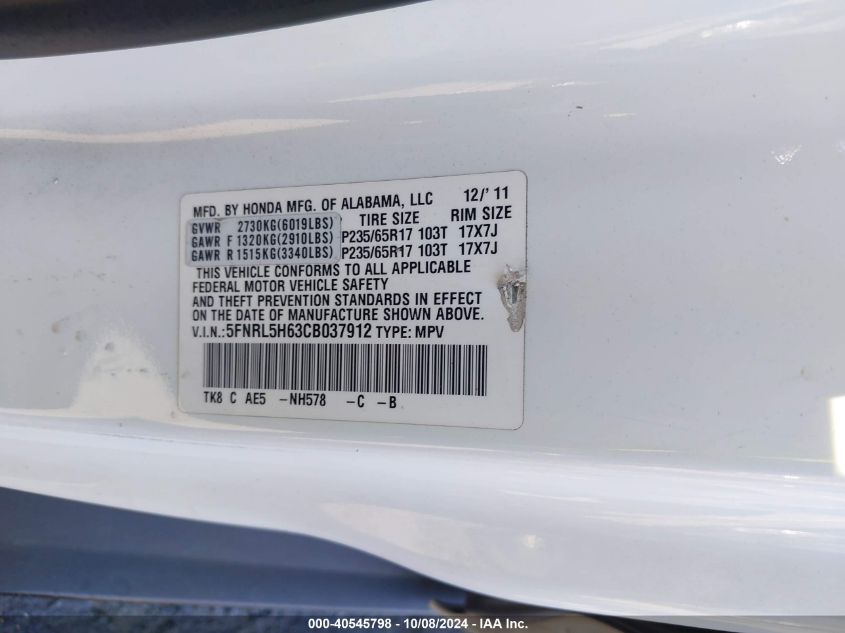 MFD. BY HONDA MFG. OF ALABAMA, LLC 12/'11
GVWR 2730KG(6019LBS) TIRE SIZE RIM SIZE
GAWR F 1320KG(2910LBS) P235/65R17 103T 17X7J
GAWR R 1515KG(3340LBS) P235/65R17 103T 17X7J
THIS VEHICLE CONFORMS TO ALL APPLICABLE
FEDERAL MOTOR VEHICLE SAFETY
AND THEFT PREVENTION STANDARDS IN EFFECT
ON THE DATE OF MANUFACTURE SHOWN ABOVE.
V.I.N.:5FNRL5H63CB037912 TYPE: MPV
TK8 C AE5 -NH578 -C -B
000-40545798 - 10/08/2024 - IAA Inc.